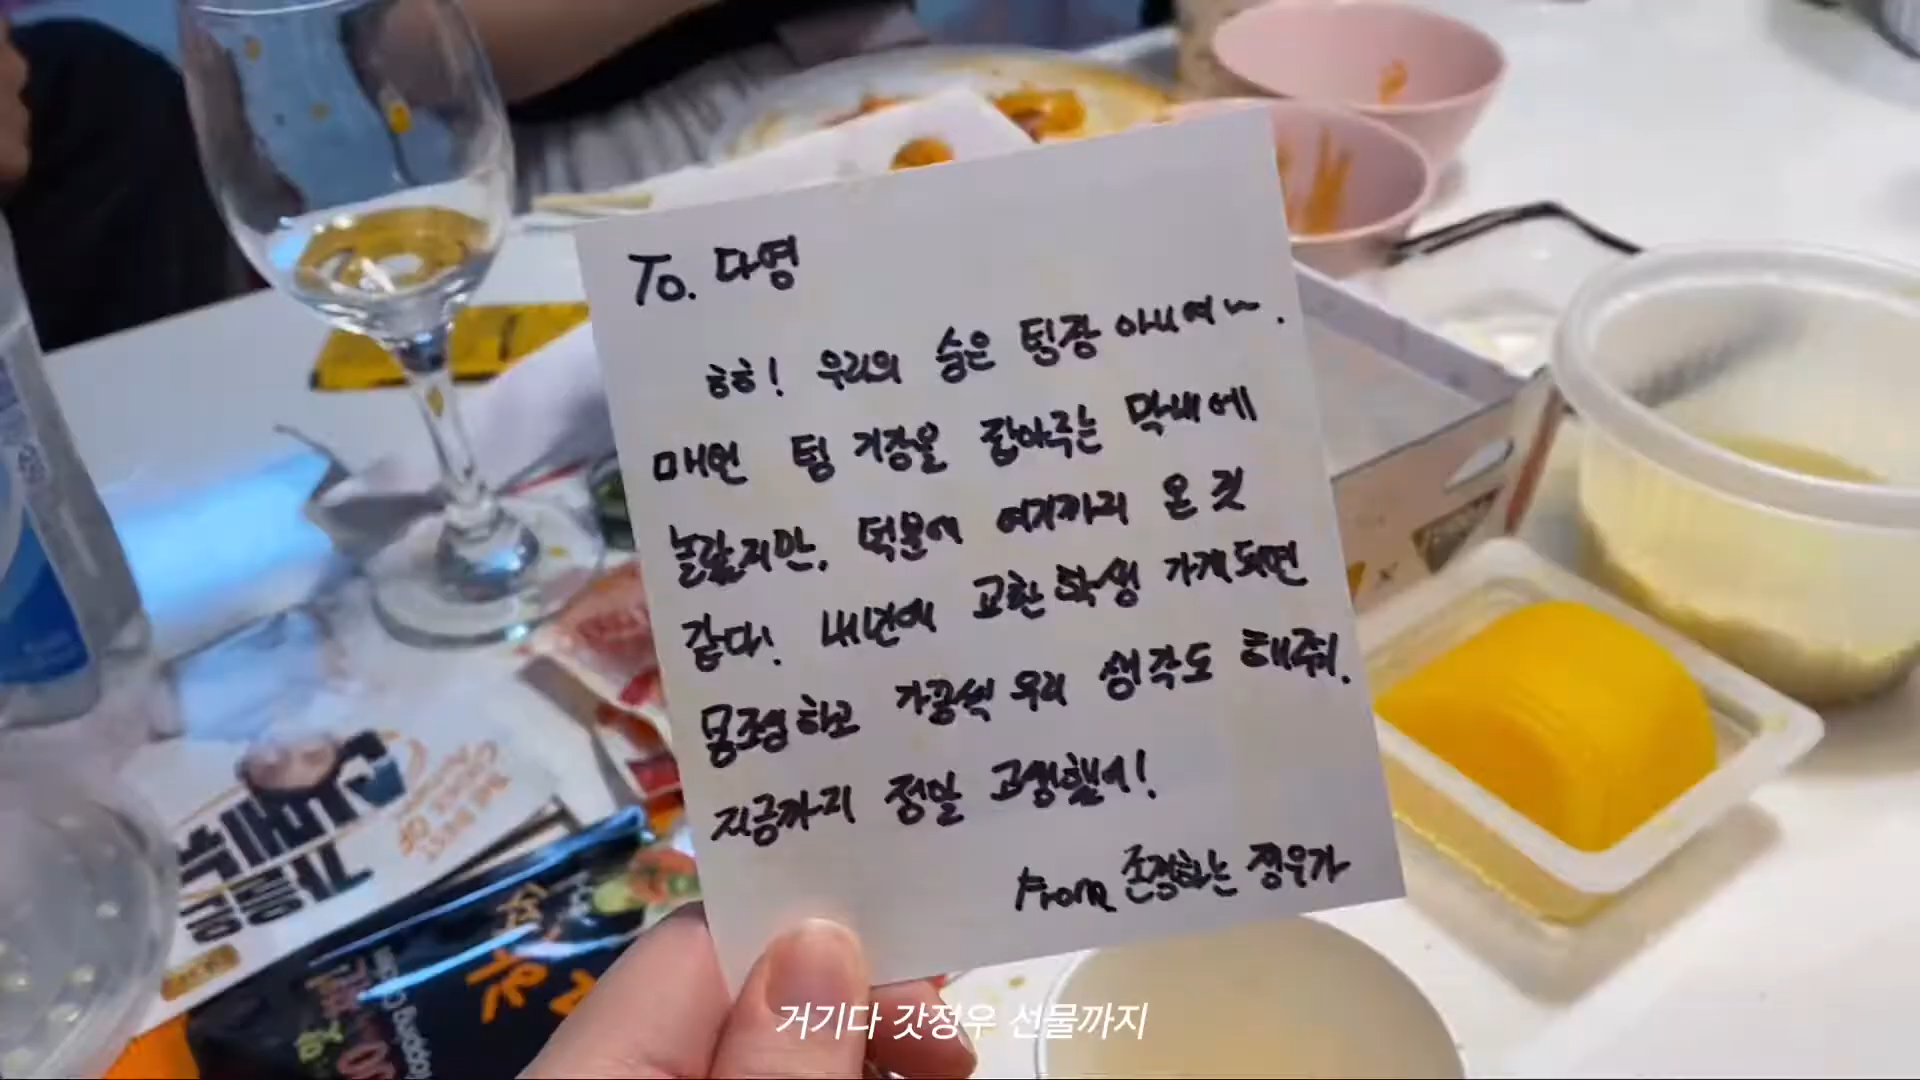 To. 다영
ㅎㅎ! 우리의 숨은 팀장 아니여~.
매번 팀 기강을 잡아주는 막내에
놀랐지만, 덕분에 여기까지 온 것
같다! 내년에 교환학생 가게되면
몸조심하고 가끔씩 우리 생각도 해줘.
지금까지 정말 고생했어!
From 존경하는 정우가
거기다 갓정우 선물까지